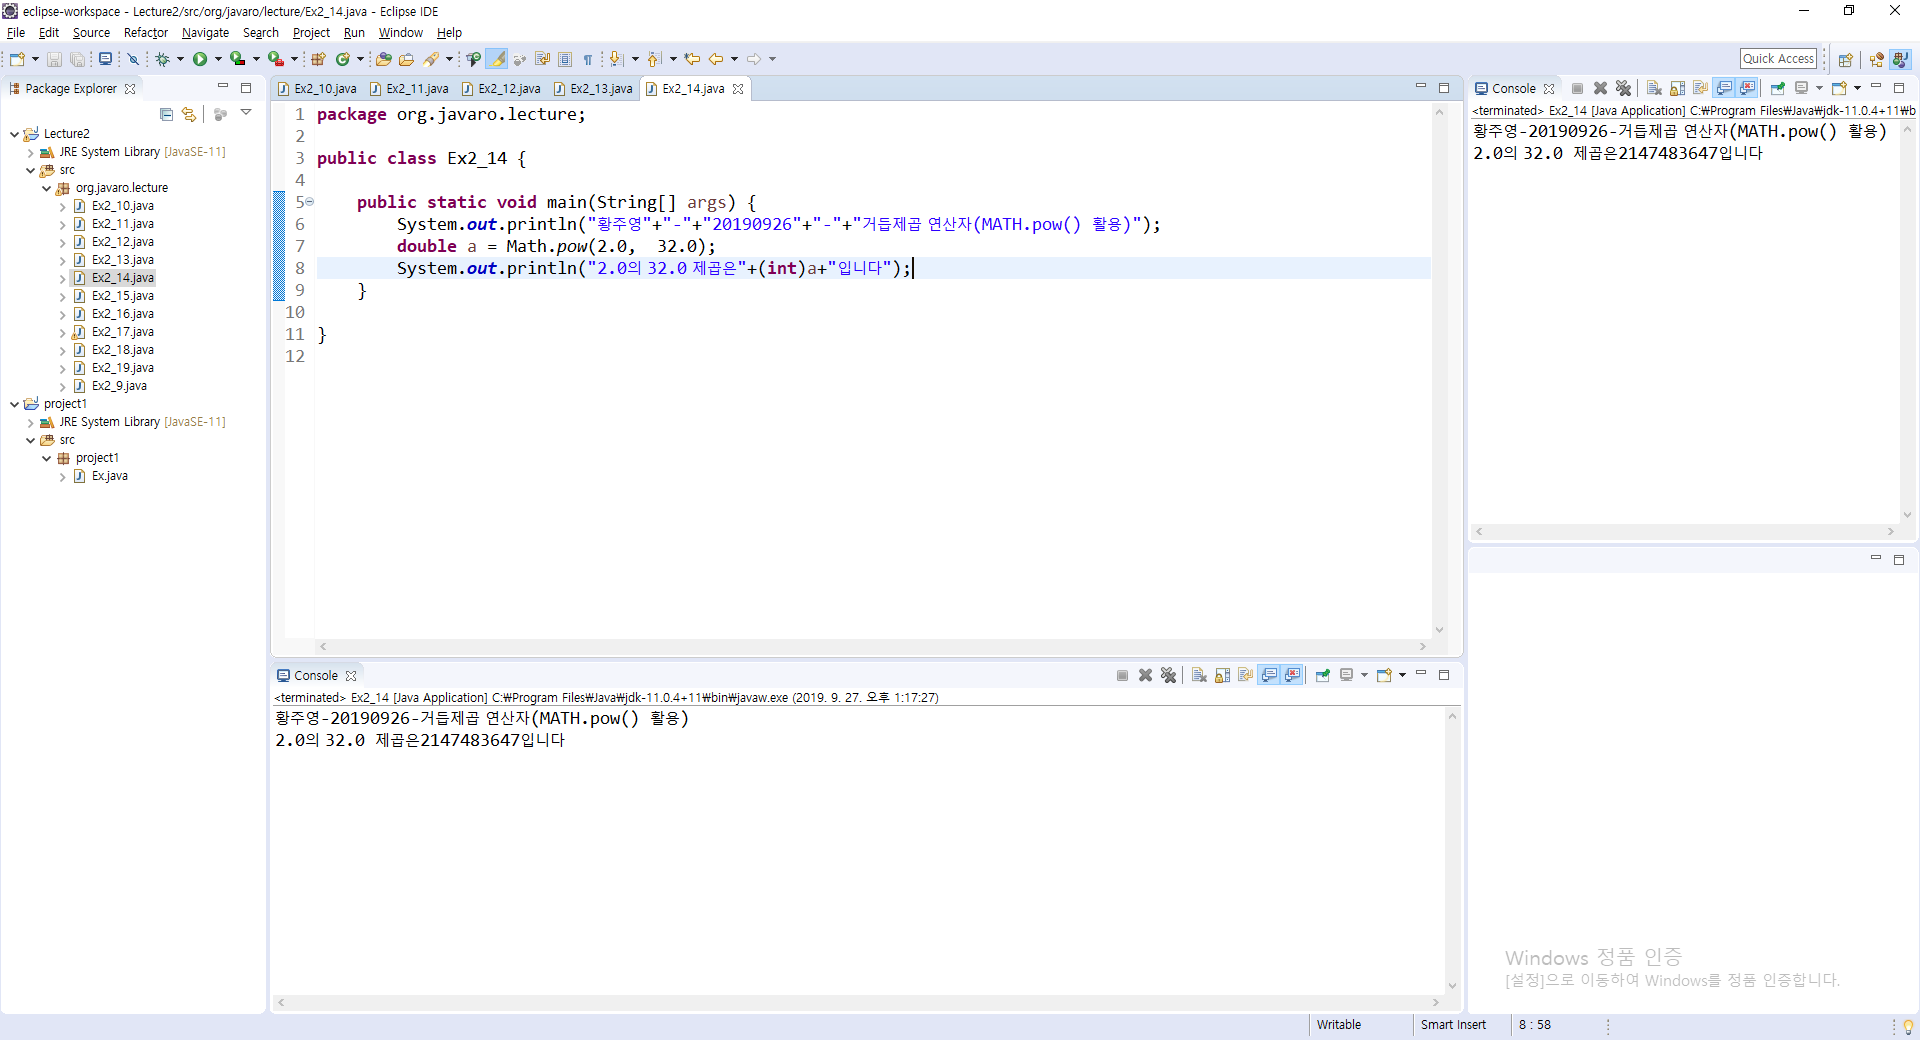 eclipse-workspace - Lecture2/src/org/javaro/lecture/Ex2_14.java - Eclipse IDE
File Edit Source Refactor Navigate Search Project Run Window Help
Quick Access
Package Explorer
Lecture2
JRE System Library [JavaSE-11]
src
org.javaro.lecture
Ex2_10.java
Ex2_11.java
Ex2_12.java
Ex2_13.java
Ex2_14.java
Ex2_15.java
Ex2_16.java
Ex2_17.java
Ex2_18.java
Ex2_19.java
Ex2_9.java
project1
JRE System Library [JavaSE-11]
src
project1
Ex.java
Ex2_10.java Ex2_11.java Ex2_12.java Ex2_13.java Ex2_14.java
1 package org.javaro.lecture;
2
3 public class Ex2_14 {
4
5 public static void main(String[] args) {
6 System.out.println("황주영"+"-"+"20190926"+"-"+"거듭제곱 연산자(MATH.pow() 활용)");
7 double a = Math.pow(2.0,  32.0);
8 System.out.println("2.0의 32.0 제곱은"+(int)a+"입니다");
9 }
10
11 }
12
Console
<terminated> Ex2_14 [Java Application] C:₩Program Files₩Java₩jdk-11.0.4+11₩bin₩javaw.exe (2019. 9. 27. 오후 1:17:27)
황주영-20190926-거듭제곱 연산자(MATH.pow() 활용)
2.0의 32.0 제곱은2147483647입니다
Console
<terminated> Ex2_14 [Java Application] C:₩Program Files₩Java₩jdk-11.0.4+11₩b
황주영-20190926-거듭제곱 연산자(MATH.pow() 활용)
2.0의 32.0 제곱은2147483647입니다
Windows 정품 인증
[설정]으로 이동하여 Windows를 정품 인증합니다.
Writable Smart Insert 8 : 58